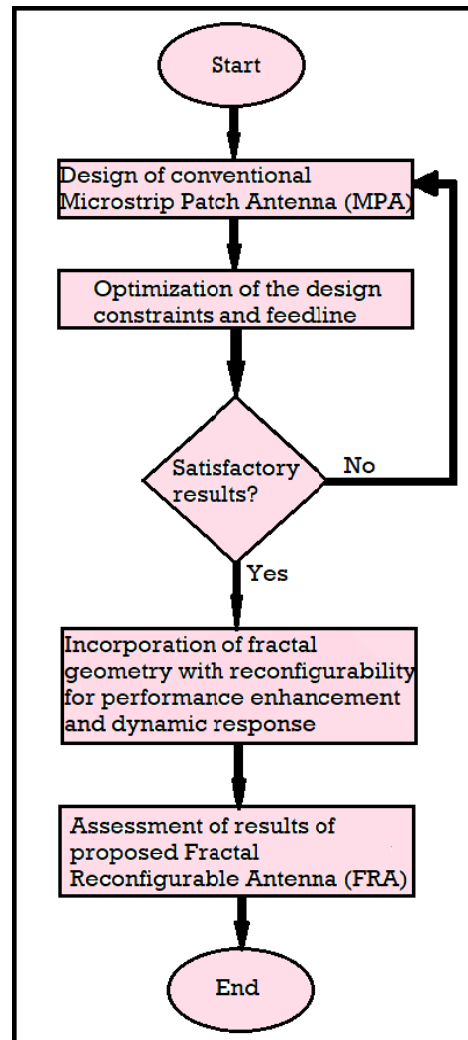 Start
Design of conventional
Microstrip Patch Antenna (MPA)
Optimization of the design
constraints and feedline
Satisfactory
results?
No
Yes
Incorporation of fractal
geometry with reconfigurability
for performance enhancement
and dynamic response
Assessment of results of
proposed Fractal
Reconfigurable Antenna (FRA)
End